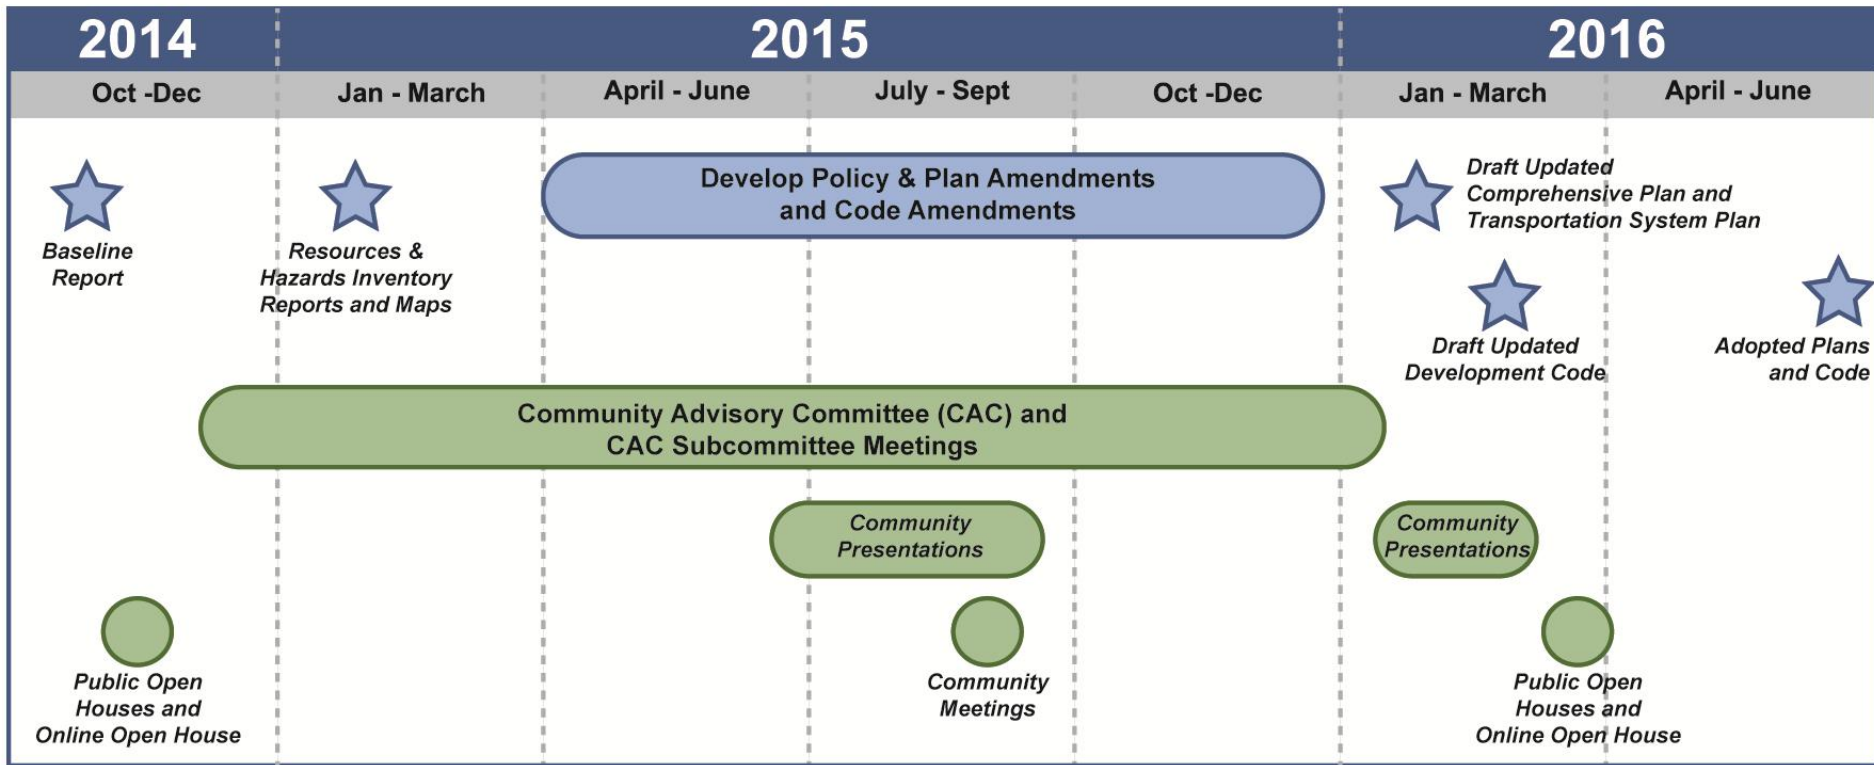 2014
2015
2016
Oct -Dec
Jan - March
April - June
July - Sept
Oct -Dec
Jan - March
April - June
Baseline
Report
Resources &
Hazards Inventory
Reports and Maps
Develop Policy & Plan Amendments
and Code Amendments
Draft Updated
Comprehensive Plan and
Transportation System Plan
Draft Updated
Development Code
Adopted Plans
and Code
Community Advisory Committee (CAC) and
CAC Subcommittee Meetings
Community
Presentations
Community
Presentations
Public Open
Houses and
Online Open House
Community
Meetings
Public Open
Houses and
Online Open House